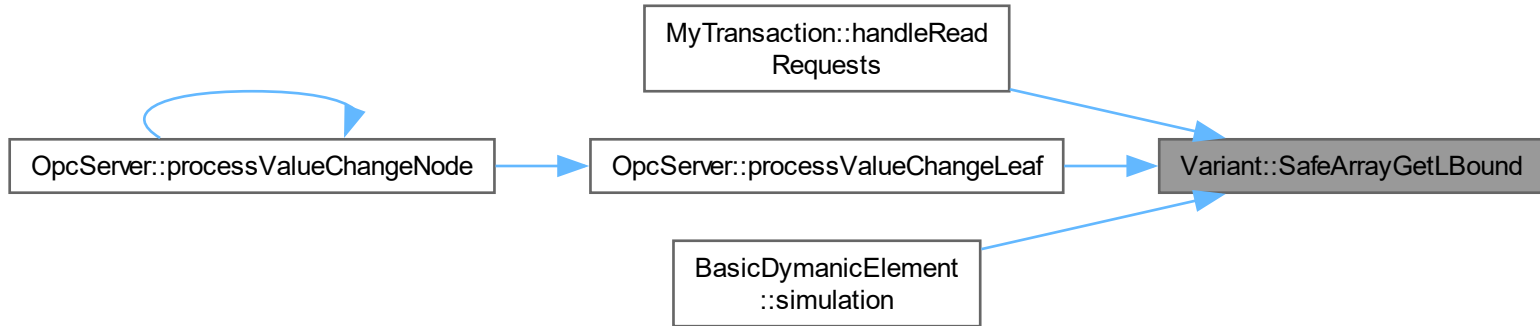 MyTransaction::handleRead
Requests
OpcServer::processValueChangeNode
OpcServer::processValueChangeLeaf
Variant::SafeArrayGetLBound
BasicDymanicElement
::simulation